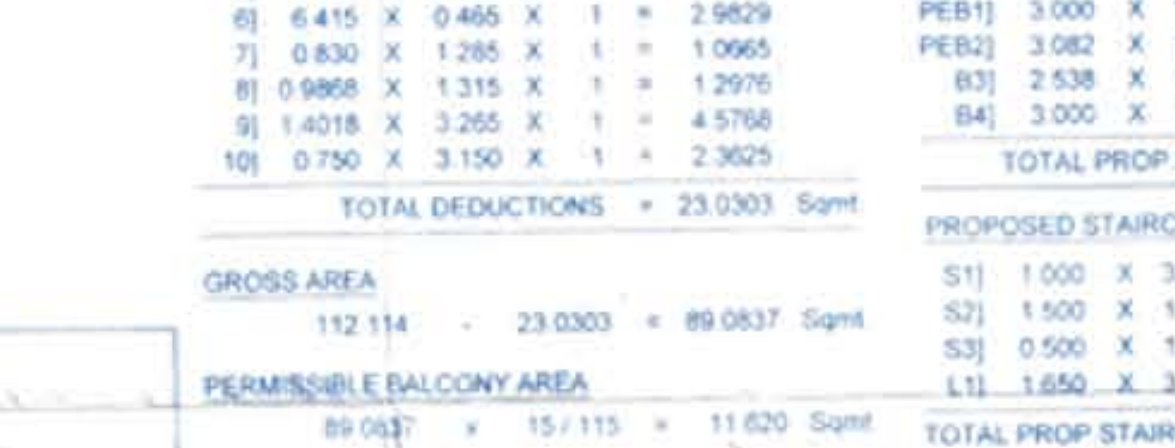 6] 6.415 X 0.465 X 1 = 2.9829
7] 0.830 X 1.285 X 1 = 1.0665
8] 0.9868 X 1.315 X 1 = 1.2976
9] 1.4018 X 3.265 X 1 = 4.5768
10] 0.750 X 3.150 X 1 = 2.3625
TOTAL DEDUCTIONS = 23.0303 Sqmt
GROSS AREA
112.114 - 23.0303 = 89.0837 Sqmt
PERMISSIBLE BALCONY AREA
89.0837 x 15 / 115 = 11.620 Sqmt
PEB1] 3.000 X
PEB2] 3.082 X
B3] 2.538 X
B4] 3.000 X
TOTAL PROP
PROPOSED STAIRC
S1] 1.000 X 3
S2] 1.500 X
S3] 0.500 X 1
L1] 1.650 X 3
TOTAL PROP STAIR